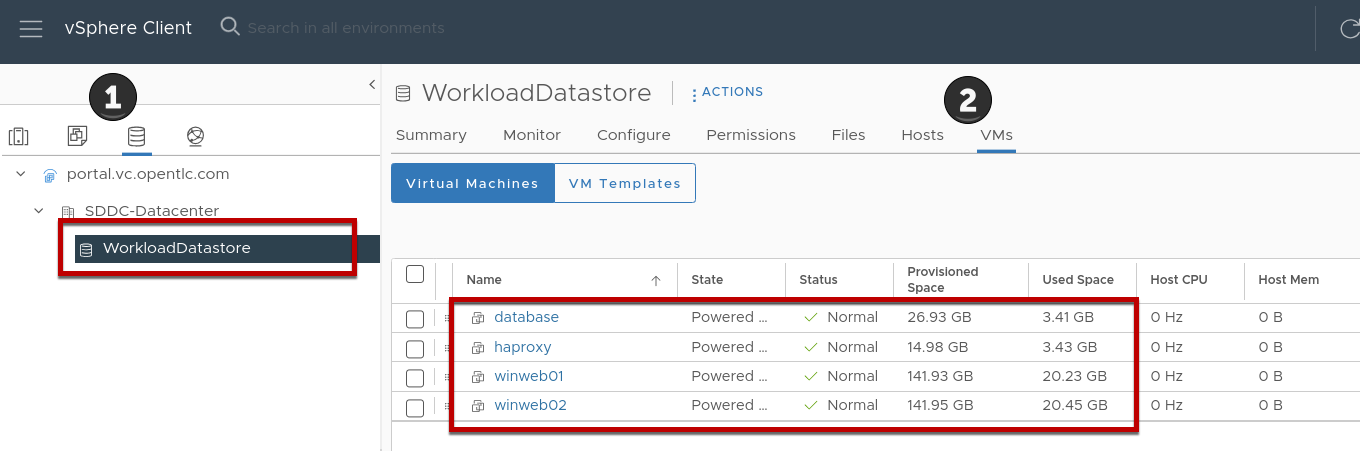 vSphere Client
Search in all environments
1
portal.vc.opentlc.com
SDDC-Datacenter
WorkloadDatastore
WorkloadDatastore
ACTIONS
2
Summary Monitor Configure Permissions Files Hosts VMs
Virtual Machines VM Templates
Name State Status Provisioned Space Used Space Host CPU Host Mem
database Powered ... Normal 26.93 GB 3.41 GB 0 Hz 0 B
haproxy Powered ... Normal 14.98 GB 3.43 GB 0 Hz 0 B
winweb01 Powered ... Normal 141.93 GB 20.23 GB 0 Hz 0 B
winweb02 Powered ... Normal 141.95 GB 20.45 GB 0 Hz 0 B